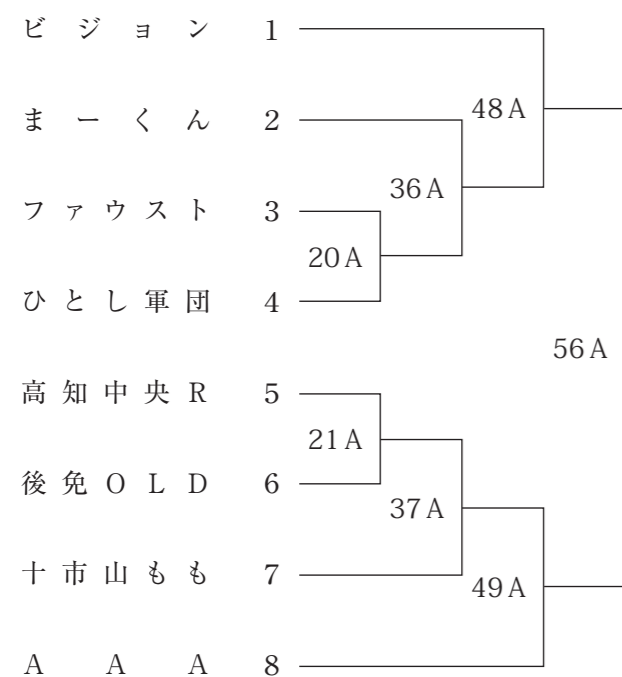 ビジョン 1
48A
まーくん 2
36A
ファウスト 3
20A
ひとし軍団 4
56A
高知中央R 5
21A
後免OLD 6
37A
十市山もも 7
49A
AAA 8